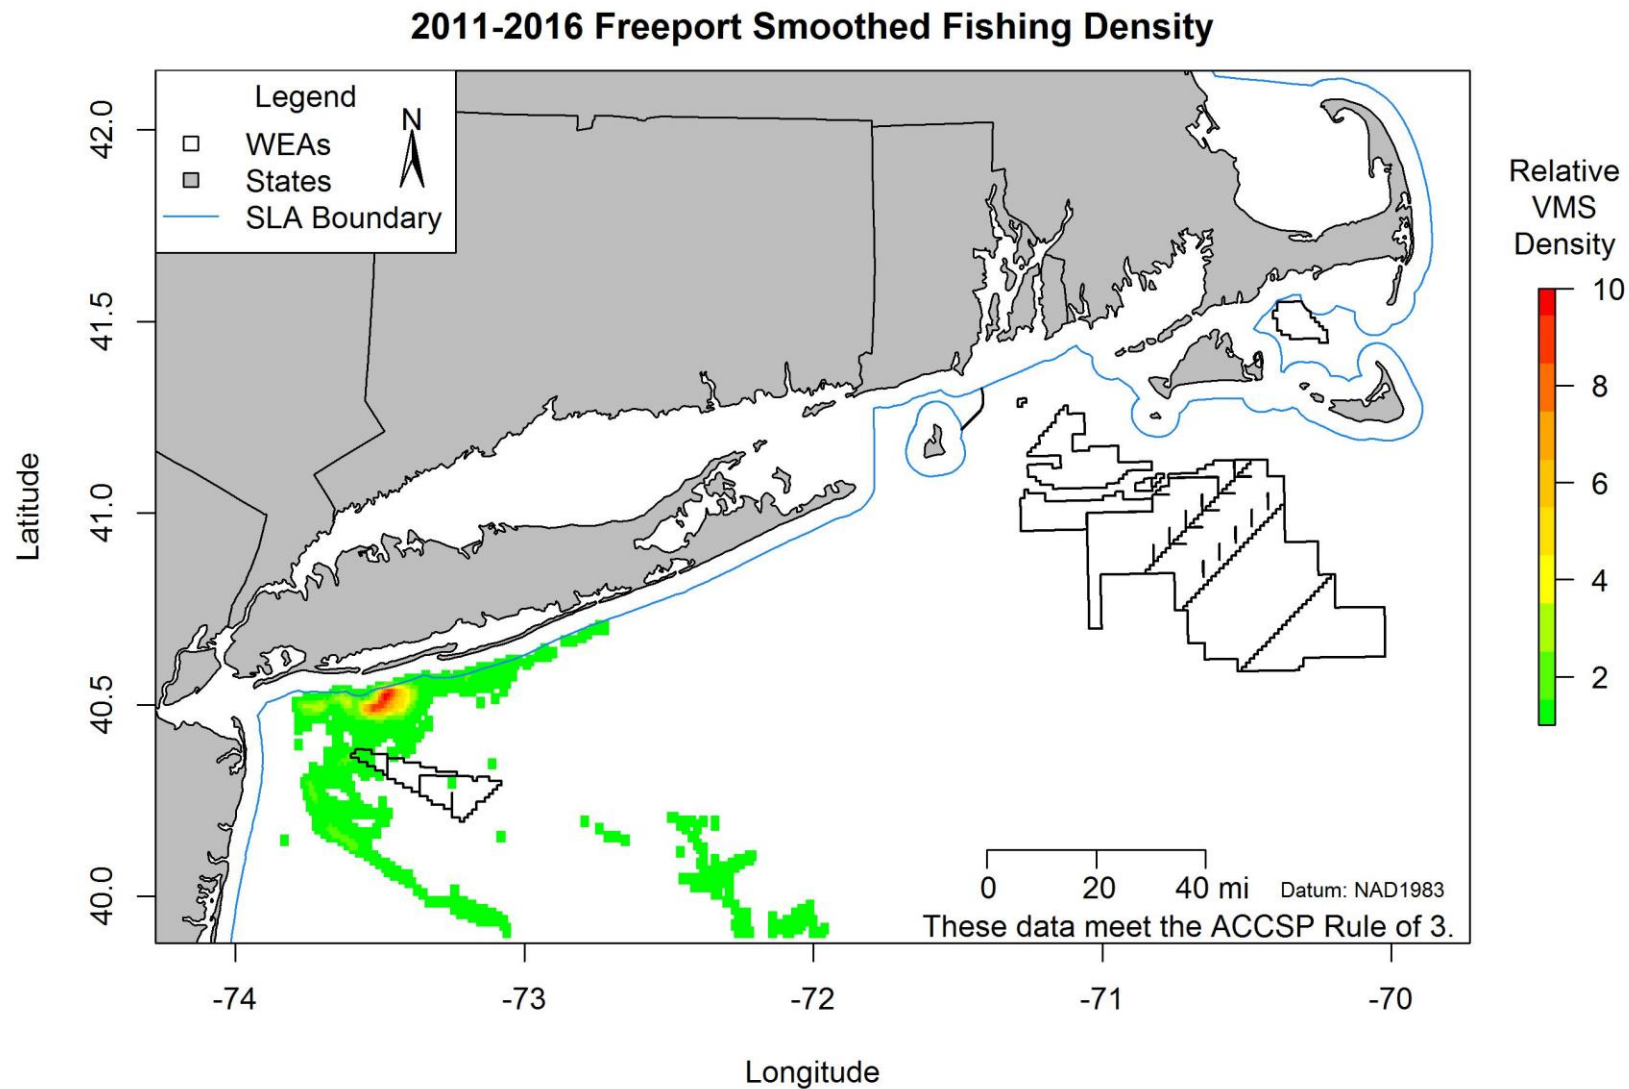 2011-2016 Freeport Smoothed Fishing Density
Legend
N
WEAs
States
SLA Boundary
Relative
VMS
Density
10
8
6
4
2
Latitude
42.0
41.5
41.0
40.5
40.0
0 20 40 mi
Datum: NAD1983
These data meet the ACCSP Rule of 3.
-74 -73 -72 -71 -70
Longitude